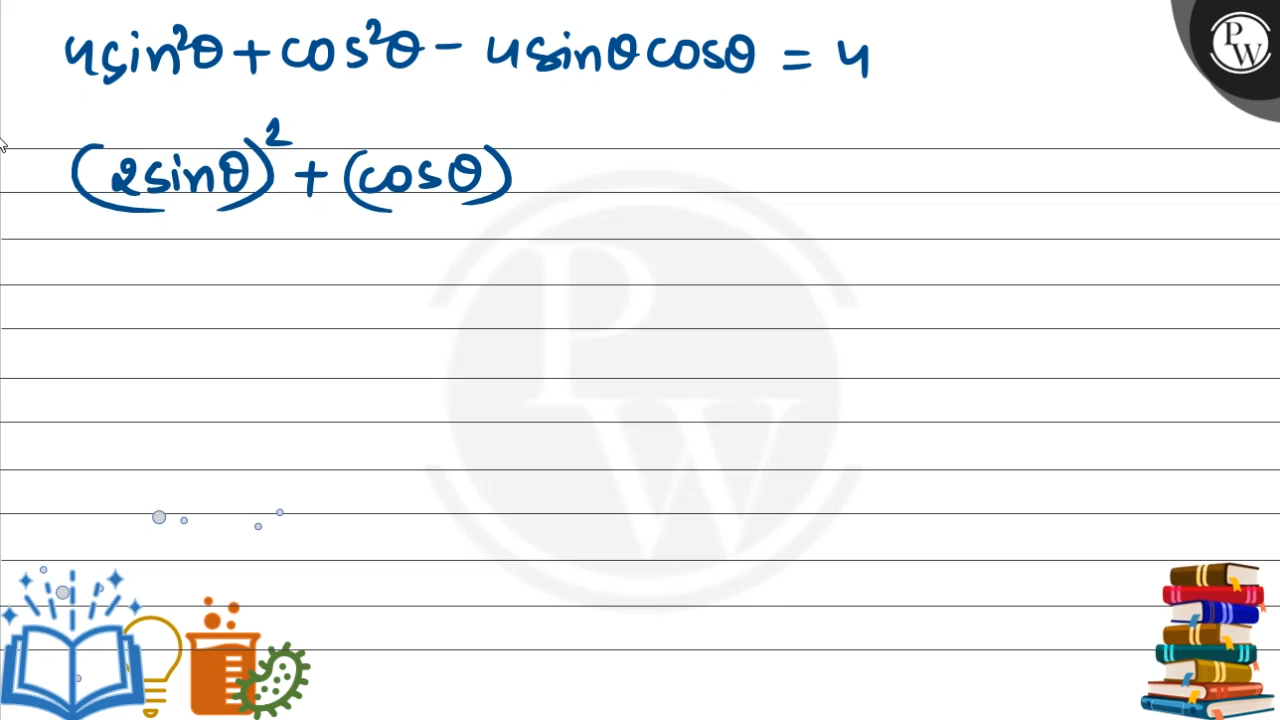 4sin²θ + cos²θ - 4sinθcosθ = 4
(2sinθ)² + (cosθ)
P
W
P
W